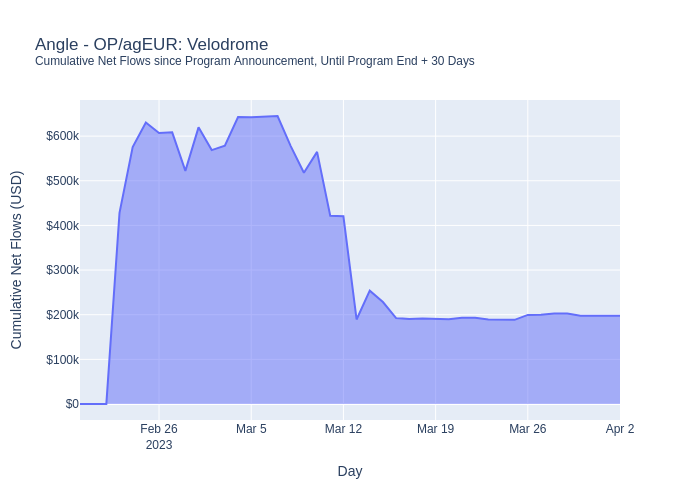 Angle - OP/agEUR: Velodrome
Cumulative Net Flows since Program Announcement, Until Program End + 30 Days
Cumulative Net Flows (USD)
$600k
$500k
$400k
$300k
$200k
$100k
$0
Feb 26
2023
Mar 5
Mar 12
Mar 19
Mar 26
Apr 2
Day